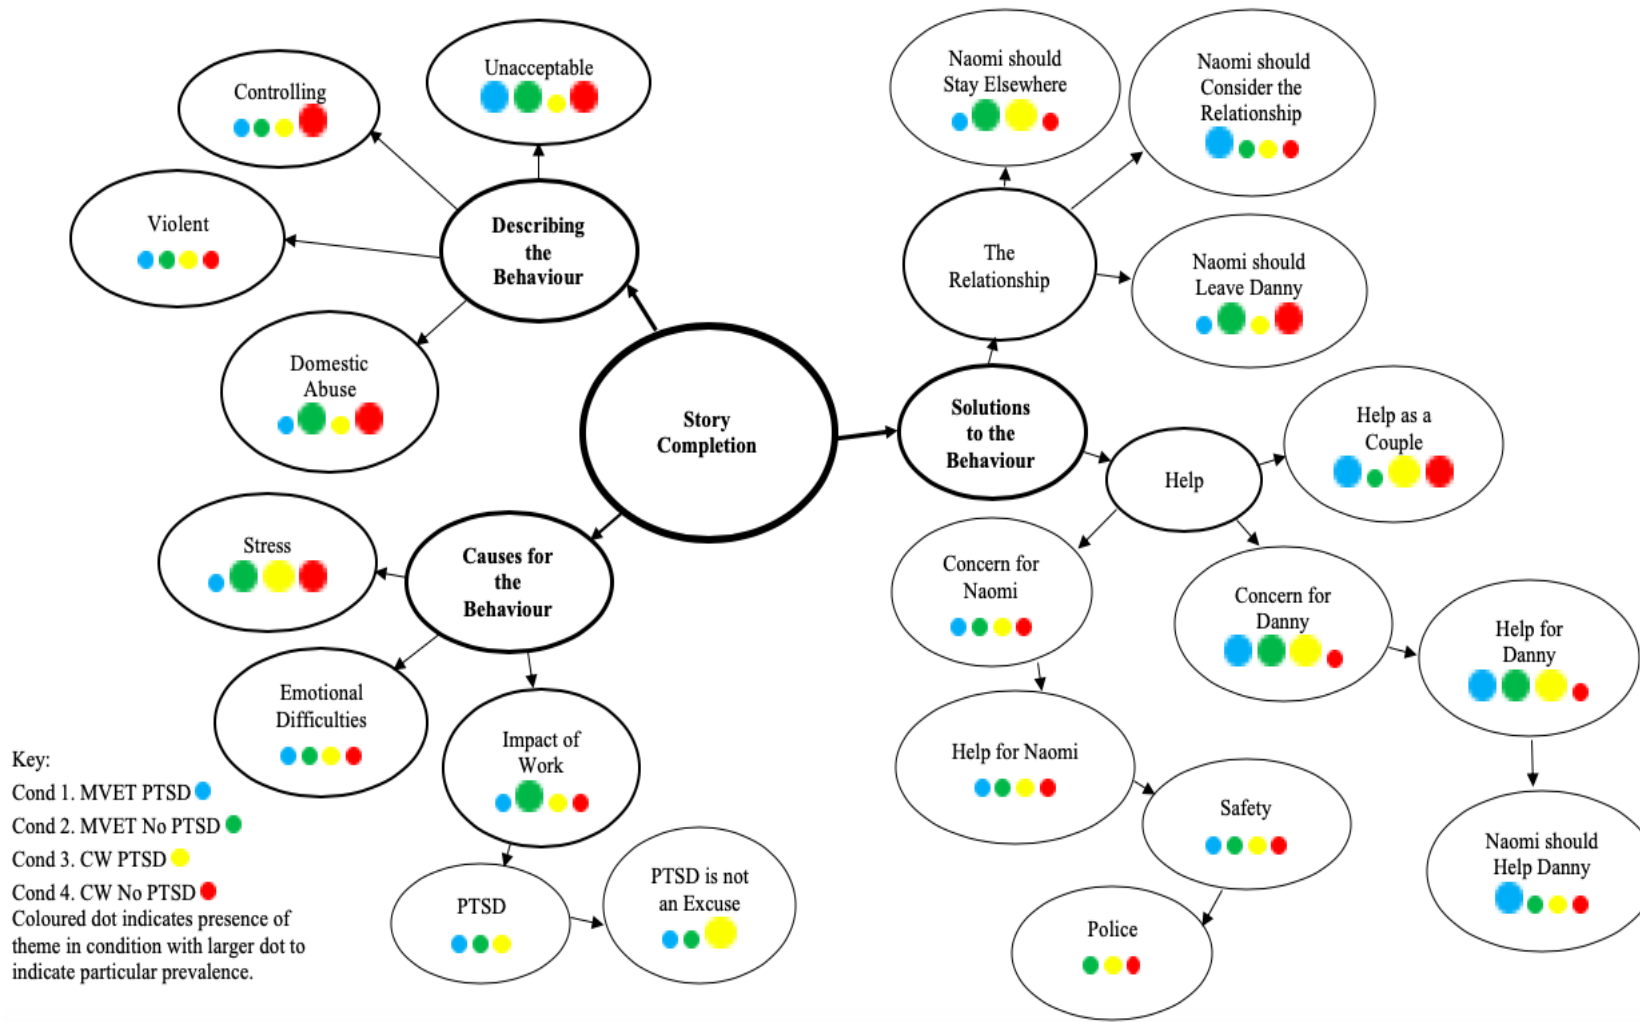 Unacceptable
Controlling
Violent
Domestic
Abuse
Describing
the
Behaviour
Naomi should
Stay Elsewhere
Naomi should
Consider the
Relationship
The
Relationship
Naomi should
Leave Danny
Story
Completion
Solutions
to the
Behaviour
Help
Help as a
Couple
Stress
Causes for
the
Behaviour
Emotional
Difficulties
Impact of
Work
PTSD
PTSD is not
an Excuse
Concern for
Naomi
Concern for
Danny
Help for
Danny
Help for Naomi
Safety
Naomi should
Help Danny
Police
Key:
Cond 1. MVET PTSD
Cond 2. MVET No PTSD
Cond 3. CW PTSD
Cond 4. CW No PTSD
Coloured dot indicates presence of
theme in condition with larger dot to
indicate particular prevalence.